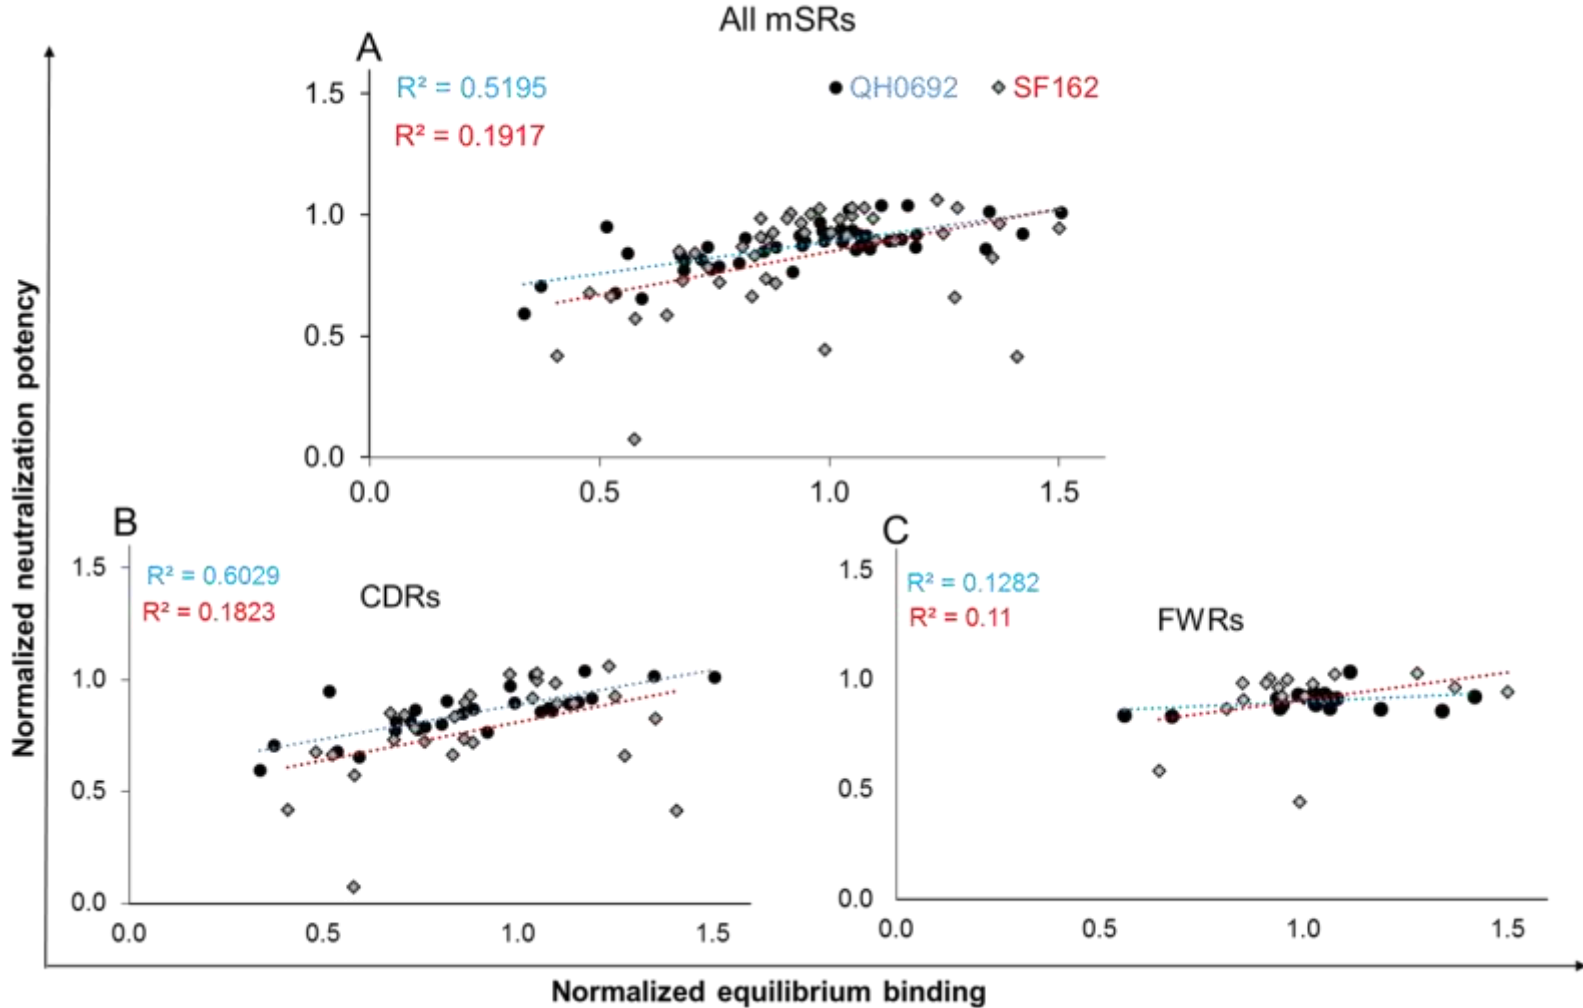 All mSRs
A
R² = 0.5195
R² = 0.1917
QH0692
SF162
1.5
1.0
0.5
0.0
0.0 0.5 1.0 1.5
B
R² = 0.6029
R² = 0.1823
CDRs
1.5
1.0
0.5
0.0
0.0 0.5 1.0 1.5
C
R² = 0.1282
R² = 0.11
FWRs
1.5
1.0
0.5
0.0
0.0 0.5 1.0 1.5
Normalized neutralization potency
Normalized equilibrium binding